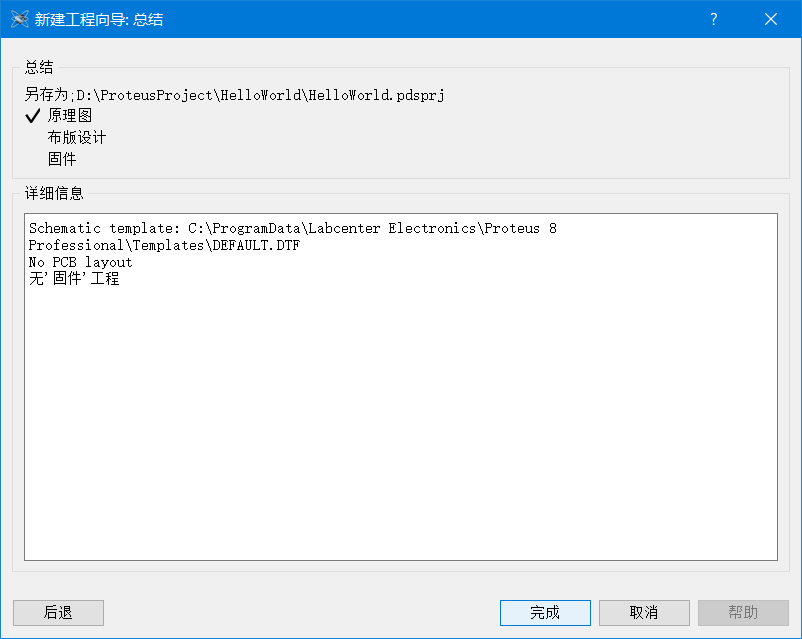 新建工程向导: 总结
?
总结
另存为;D:\ProteusProject\HelloWorld\HelloWorld.pdsprj
原理图
布版设计
固件
详细信息
Schematic template: C:\ProgramData\Labcenter Electronics\Proteus 8
Professional\Templates\DEFAULT.DTF
No PCB layout
无'固件'工程
后退 完成 取消 帮助